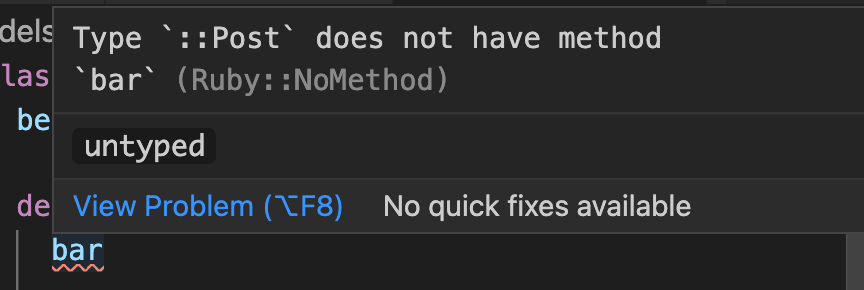 dels
Type `::Post` does not have method
`bar` (Ruby::NoMethod)
las
be
untyped
de
View Problem (⌥F8) No quick fixes available
bar